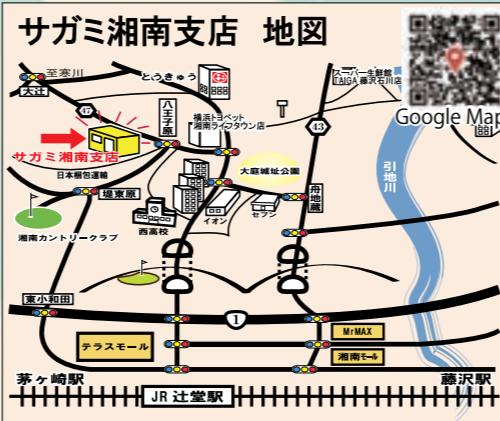 サガミ湘南支店 地図
Google Map
至寒川
とうきゅう
スーパー生鮮館
TAIGA 藤沢石川店
大辻
47
八王子原
横浜トヨペット
湘南ライフタウン店
43
サガミ湘南支店
日本梱包運輸
大庭城址公園
引地川
堤東原
舟地蔵
イオン
セブン
西高校
湘南カントリークラブ
東小和田
1
テラスモール
MrMAX
湘南モール
茅ヶ崎駅
藤沢駅
JR 辻堂駅